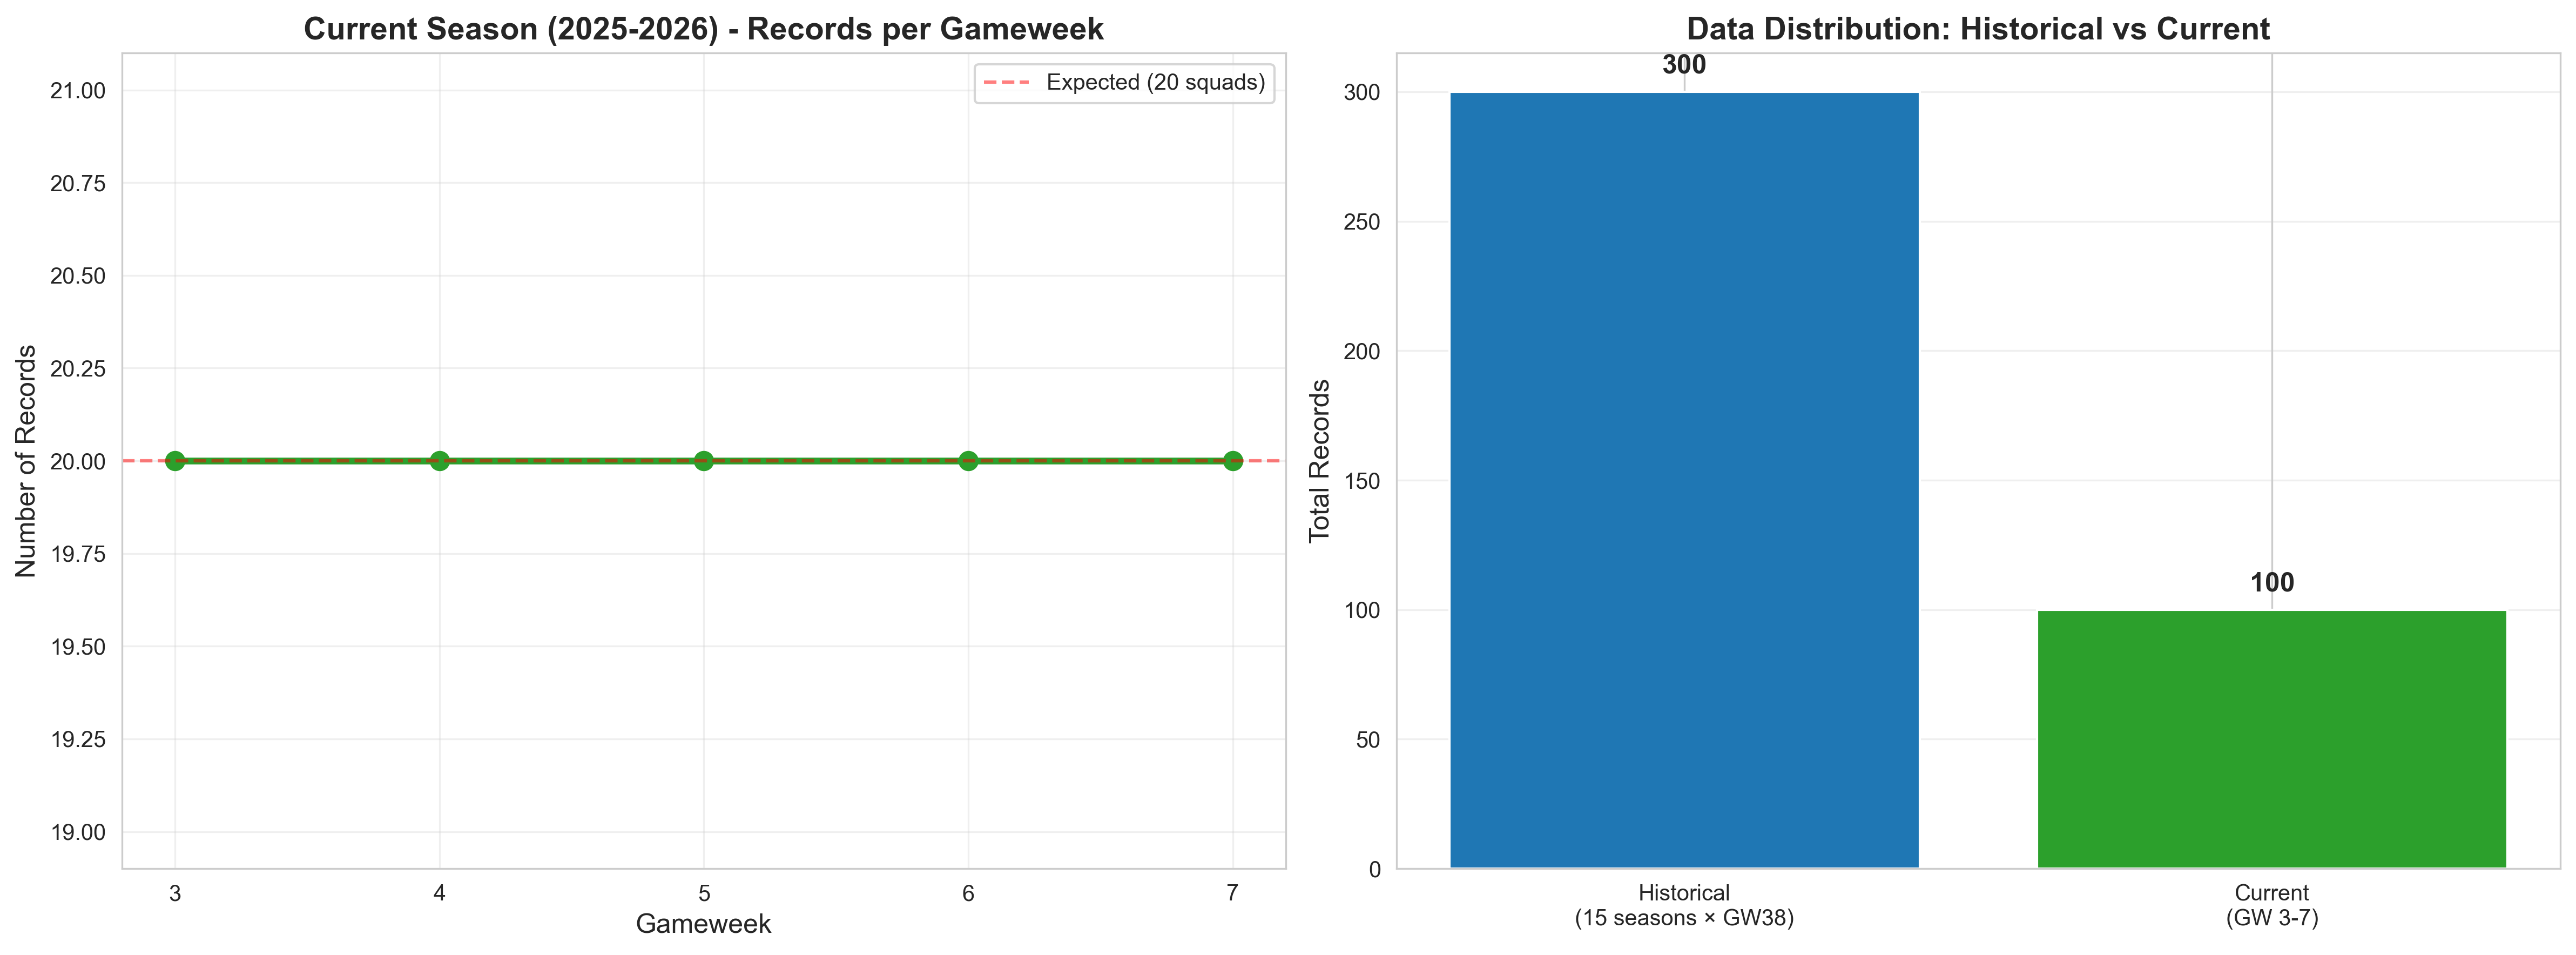 Current Season (2025-2026) - Records per Gameweek
Expected (20 squads)
Number of Records
21.00
20.75
20.50
20.25
20.00
19.75
19.50
19.25
19.00
3
4
5
6
7
Gameweek
Data Distribution: Historical vs Current
Total Records
300
250
200
150
100
50
0
300
100
Historical
(15 seasons × GW38)
Current
(GW 3-7)